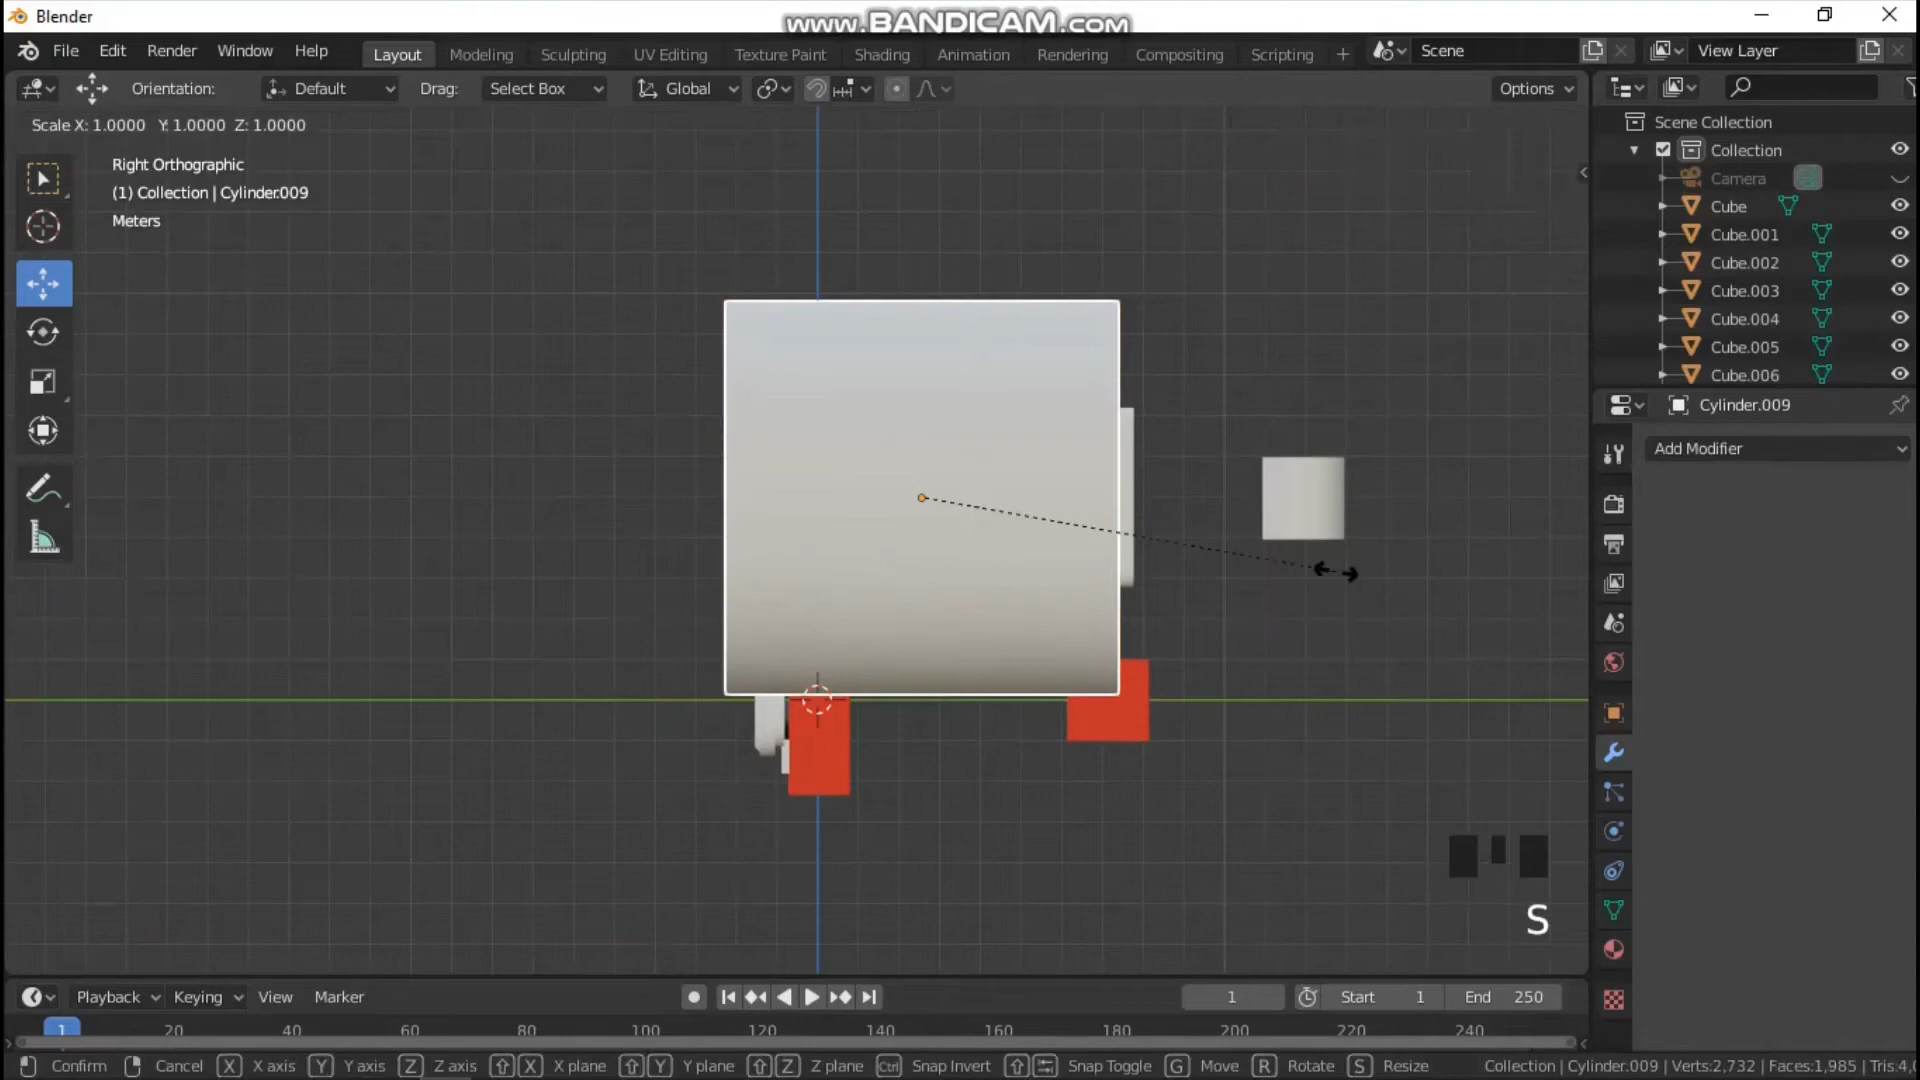 Blender
www.BANDICAM.com
File Edit Render Window Help
Layout Modeling Sculpting UV Editing Texture Paint Shading Animation Rendering Compositing Scripting +
Scene
View Layer
Orientation: Default Drag: Select Box Global Options
Scale X: 1.0000 Y: 1.0000 Z: 1.0000
Right Orthographic
(1) Collection | Cylinder.009
Meters
Scene Collection
Collection
Camera
Cube
Cube.001
Cube.002
Cube.003
Cube.004
Cube.005
Cube.006
Cylinder.009
Add Modifier
S
Playback Keying View Marker
1 Start 1 End 250
1 20 40 60 80 100 120 140 160 180 200 220 240
Confirm Cancel X X axis Y Y axis Z Z axis X X plane Y Y plane Z Z plane Ctrl Snap Invert Snap Toggle G Move R Rotate S Resize Collection | Cylinder.009 | Verts:2,732 | Faces:1,985 | Tris:4,0